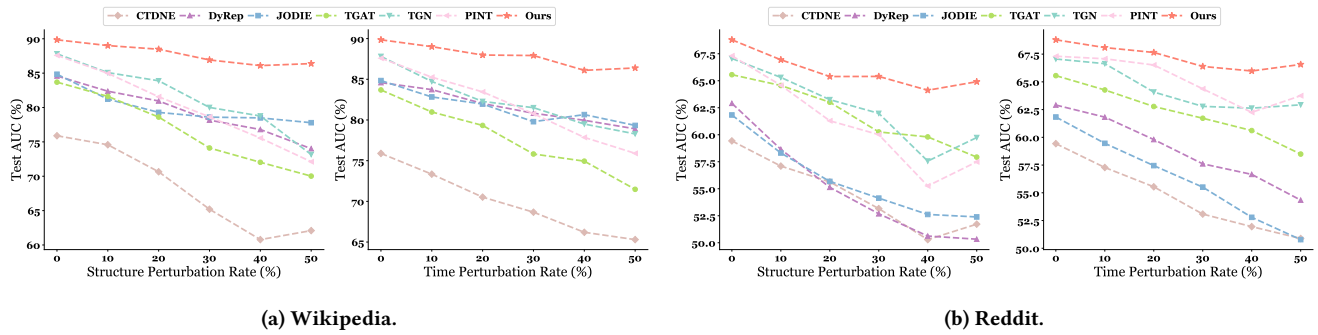 CTDNE DyRep JODIE TGAT TGN PINT Ours
CTDNE DyRep JODIE TGAT TGN PINT Ours
90
85
80
75
70
65
60
Test AUC (%)
0 10 20 30 40 50
Structure Perturbation Rate (%)
90
85
80
75
70
65
Test AUC (%)
0 10 20 30 40 50
Time Perturbation Rate (%)
67.5
65.0
62.5
60.0
57.5
55.0
52.5
50.0
Test AUC (%)
0 10 20 30 40 50
Structure Perturbation Rate (%)
67.5
65.0
62.5
60.0
57.5
55.0
52.5
50.0
Test AUC (%)
0 10 20 30 40 50
Time Perturbation Rate (%)
(a) Wikipedia.
(b) Reddit.